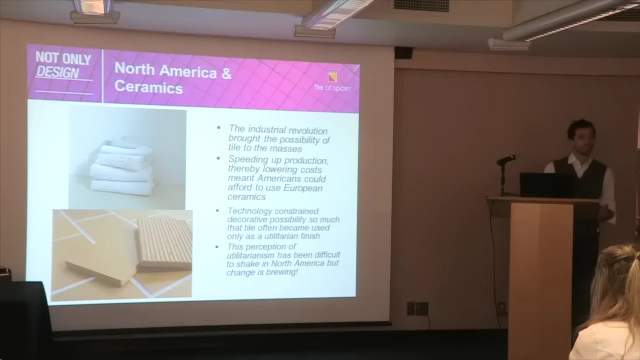 NOT ONLY
DESIGN
North America &
Ceramics
tile of spain
• The industrial revolution
brought the possibility of
tile to the masses
• Speeding up production,
thereby lowering costs
meant Americans could
afford to use European
ceramics
• Technology constrained
decorative possibility so much
that tile often became used
only as a utilitarian finish
• This perception of
utilitarianism has been difficult
to shake in North America but
change is brewing!